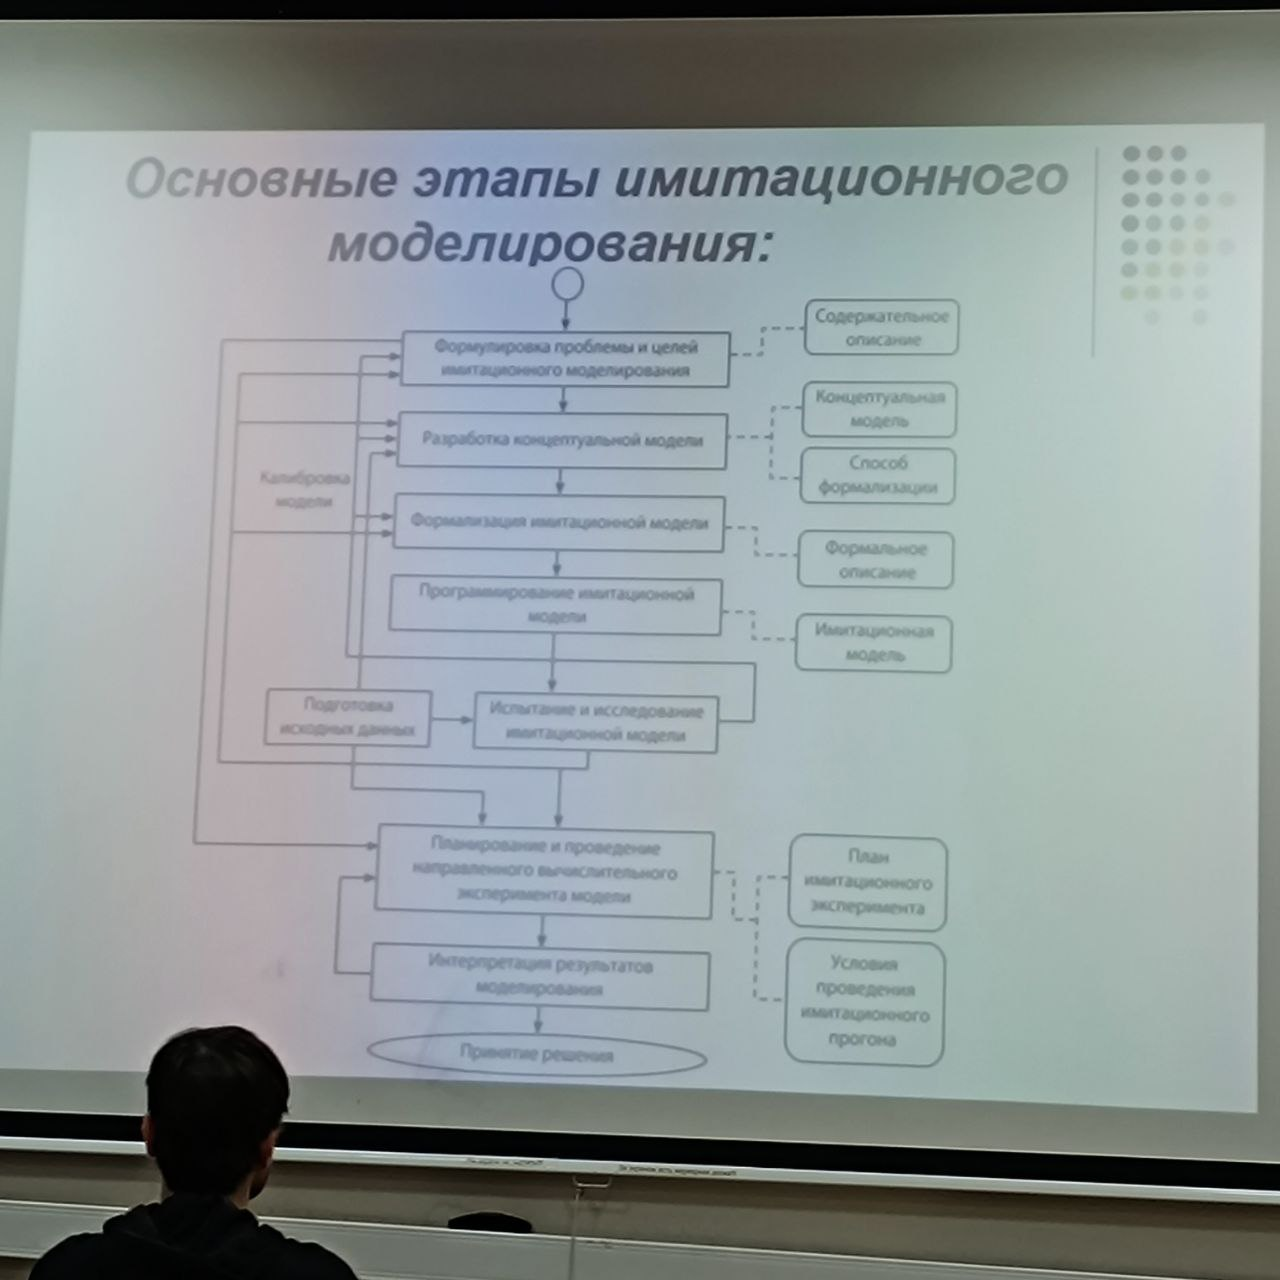 Основные этапы имитационного
моделирования:
Формулировка проблемы и целей
имитационного моделирования
Содержательное
описание
Разработка концептуальной модели
Концептуальная
модель
Способ
формализации
Калибровка
модели
Формализация имитационной модели
Формальное
описание
Программирование имитационной
модели
Имитационная
модель
Подготовка
исходных данных
Испытание и исследование
имитационной модели
Планирование и проведение
направленного вычислительного
эксперимента модели
План
имитационного
эксперимента
Интерпретация результатов
моделирования
Условия
проведения
имитационного
прогона
Принятие решения